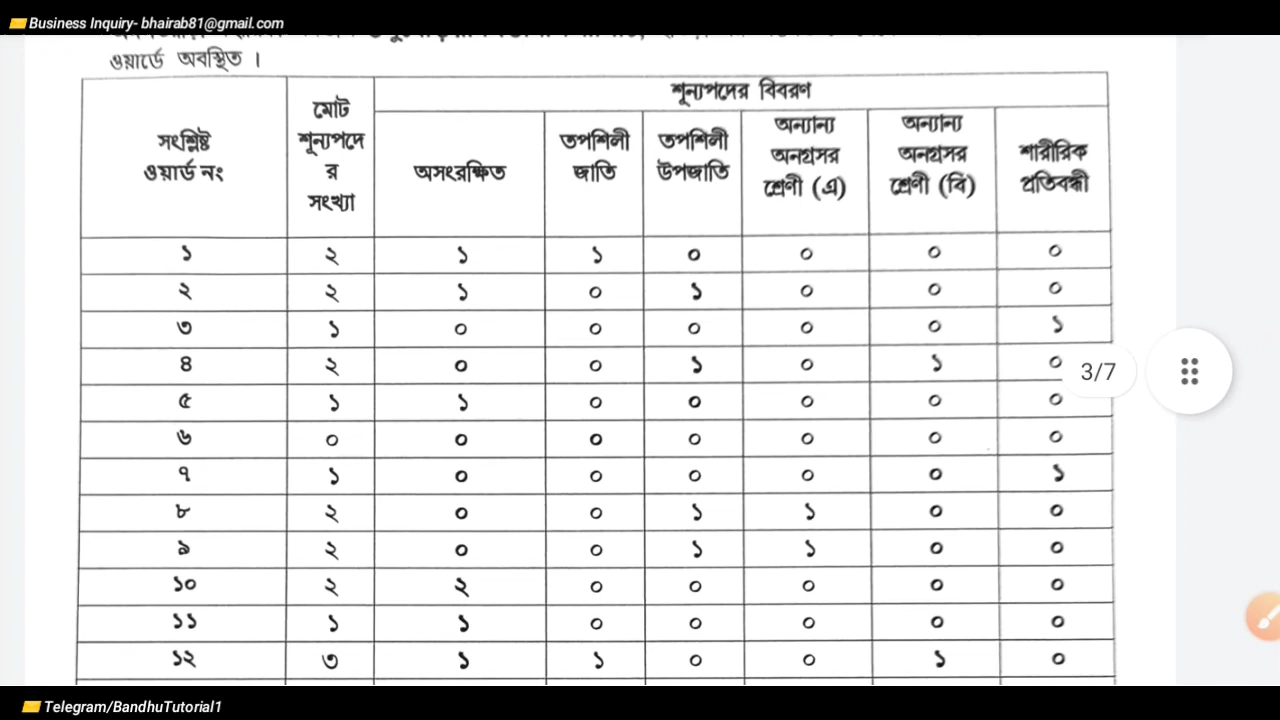 Business Inquiry- bhairab81@gmail.com
ওয়ার্ডে অবস্থিত ।
সংশ্লিষ্ট ওয়ার্ড নং
মোট শূন্যপদে র সংখ্যা
শূন্যপদের বিবরণ
অসংরক্ষিত
তপশিলী জাতি
তপশিলী উপজাতি
অন্যান্য অনগ্রসর শ্রেণী (এ)
অন্যান্য অনগ্রসর শ্রেণী (বি)
শারীরিক প্রতিবন্ধী
১ ২ ১ ১ ০ ০ ০ ০
২ ২ ১ ০ ১ ০ ০ ০
৩ ১ ০ ০ ০ ০ ০ ১
৪ ২ ০ ০ ১ ০ ১ ০
৫ ১ ১ ০ ০ ০ ০ ০
৬ ০ ০ ০ ০ ০ ০ ০
৭ ১ ০ ০ ০ ০ ০ ১
৮ ২ ০ ০ ১ ১ ০ ০
৯ ২ ০ ০ ১ ১ ০ ০
১০ ২ ২ ০ ০ ০ ০ ০
১১ ১ ১ ০ ০ ০ ০ ০
১২ ৩ ১ ১ ০ ০ ১ ০
3/7
Telegram/BandhuTutorial1